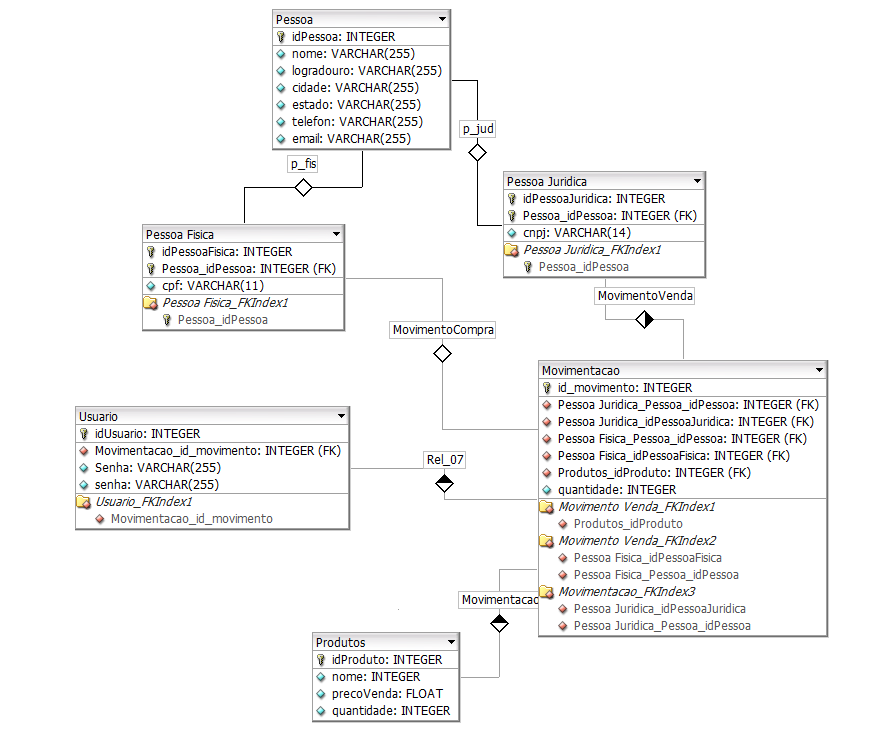 Pessoa
idPessoa: INTEGER
nome: VARCHAR(255)
logradouro: VARCHAR(255)
cidade: VARCHAR(255)
estado: VARCHAR(255)
telefon: VARCHAR(255)
email: VARCHAR(255)
p_jud
p_fis
Pessoa Juridica
idPessoaJuridica: INTEGER
Pessoa_idPessoa: INTEGER (FK)
cnpj: VARCHAR(14)
Pessoa Juridica_FKIndex1
Pessoa_idPessoa
Pessoa Fisica
idPessoaFisica: INTEGER
Pessoa_idPessoa: INTEGER (FK)
cpf: VARCHAR(11)
Pessoa Fisica_FKIndex1
Pessoa_idPessoa
MovimentoVenda
MovimentoCompra
Movimentacao
id_movimento: INTEGER
Pessoa Juridica_Pessoa_idPessoa: INTEGER (FK)
Pessoa Juridica_idPessoaJuridica: INTEGER (FK)
Pessoa Fisica_Pessoa_idPessoa: INTEGER (FK)
Pessoa Fisica_idPessoaFisica: INTEGER (FK)
Produtos_idProduto: INTEGER (FK)
quantidade: INTEGER
Movimento Venda_FKIndex1
Produtos_idProduto
Movimento Venda_FKIndex2
Pessoa Fisica_idPessoaFisica
Pessoa Fisica_Pessoa_idPessoa
Movimentacao_FKIndex3
Pessoa Juridica_idPessoaJuridica
Pessoa Juridica_Pessoa_idPessoa
Usuario
idUsuario: INTEGER
Movimentacao_id_movimento: INTEGER (FK)
Senha: VARCHAR(255)
senha: VARCHAR(255)
Usuario_FKIndex1
Movimentacao_id_movimento
Rel_07
Movimentacao
Produtos
idProduto: INTEGER
nome: INTEGER
precoVenda: FLOAT
quantidade: INTEGER